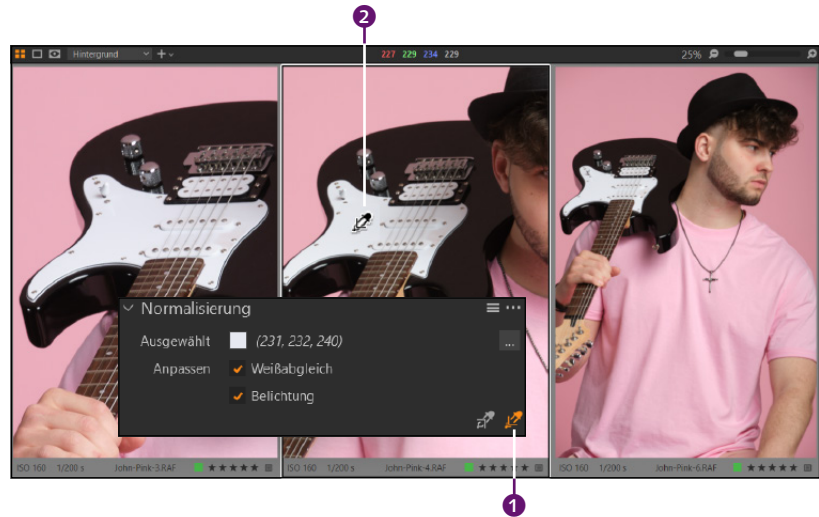 2
Hintergrund
227 229 234 229
25%
Normalisierung
Ausgewählt (231, 232, 240)
...
Anpassen Weißabgleich
Belichtung
ISO 160 1/200 s John-Pink-3.RAF
ISO 160 1/200 s John-Pink-4.RAF
ISO 160 1/200 s John-Pink-6.RAF
1